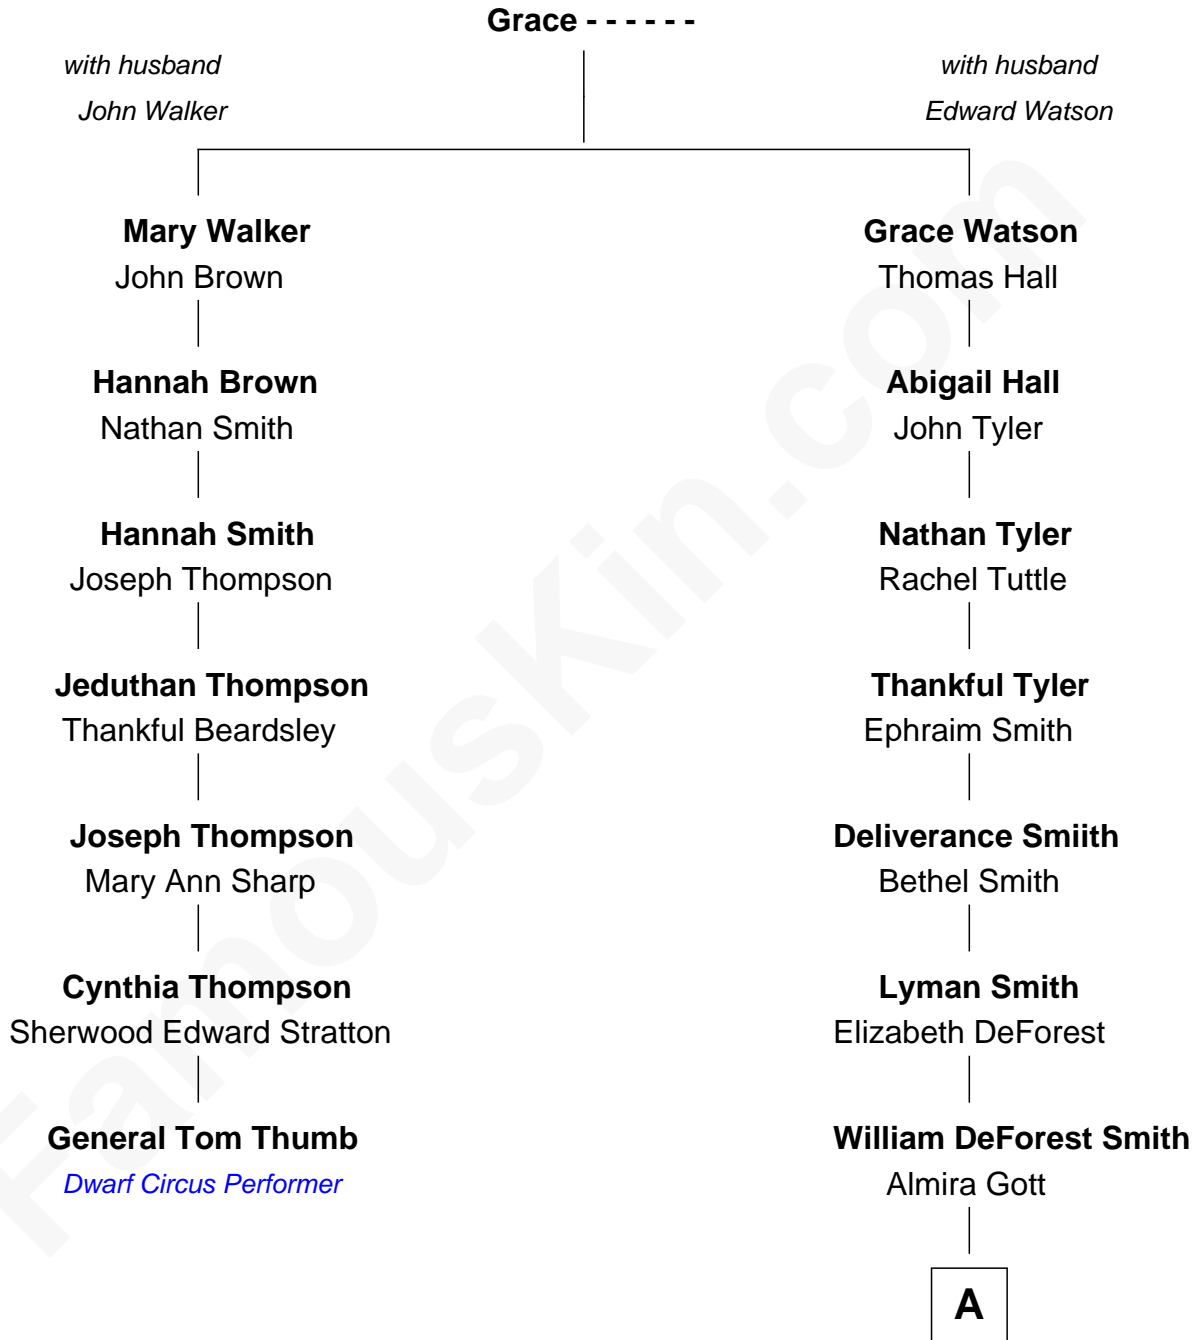 Grace - - - - - -
with husband
John Walker
with husband
Edward Watson
Mary Walker
John Brown
Hannah Brown
Nathan Smith
Hannah Smith
Joseph Thompson
Jeduthan Thompson
Thankful Beardsley
Joseph Thompson
Mary Ann Sharp
Cynthia Thompson
Sherwood Edward Stratton
General Tom Thumb
Dwarf Circus Performer
Grace Watson
Thomas Hall
Abigail Hall
John Tyler
Nathan Tyler
Rachel Tuttle
Thankful Tyler
Ephraim Smith
Deliverance Smiith
Bethel Smith
Lyman Smith
Elizabeth DeForest
William DeForest Smith
Almira Gott
A
FamousKin.com